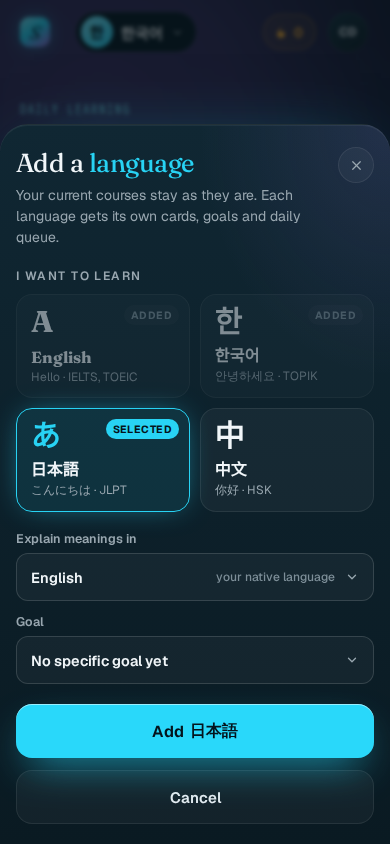 한국어
0
DAILY LEARNING
Add a language
Your current courses stay as they are. Each
language gets its own cards, goals and daily
queue.
I WANT TO LEARN
A
ADDED
English
Hello · IELTS, TOEIC
한
ADDED
한국어
안녕하세요 · TOPIK
あ
SELECTED
日本語
こんにちは · JLPT
中
中文
你好 · HSK
Explain meanings in
English
your native language
Goal
No specific goal yet
Add 日本語
Cancel